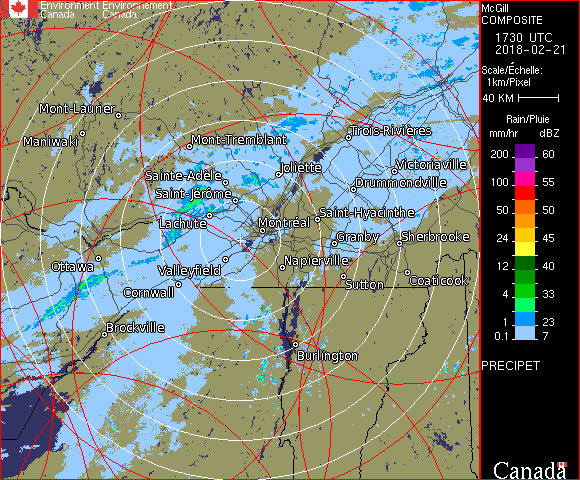 Environment Environnement
Canada Canada
McGill
COMPOSITE
1730 UTC
2018-02-21
Scale/Échelle:
1km/Pixel
40 KM
Rain/Pluie
mm/hr dBZ
200 60
100 55
50 50
24 45
12 40
4 33
1 23
0.1 7
PRECIPET
Mont-Laurier
Maniwaki
Mont-Tremblant
Trois-Rivières
Joliette
Victoriaville
Sainte-Adèle
Drummondville
Saint-Jérôme
Saint-Hyacinthe
Lachute
Montréal
Granby
Sherbrooke
Ottawa
Valleyfield
Napierville
Cornwall
Sutton
Coaticook
Brockville
Burlington
Canada